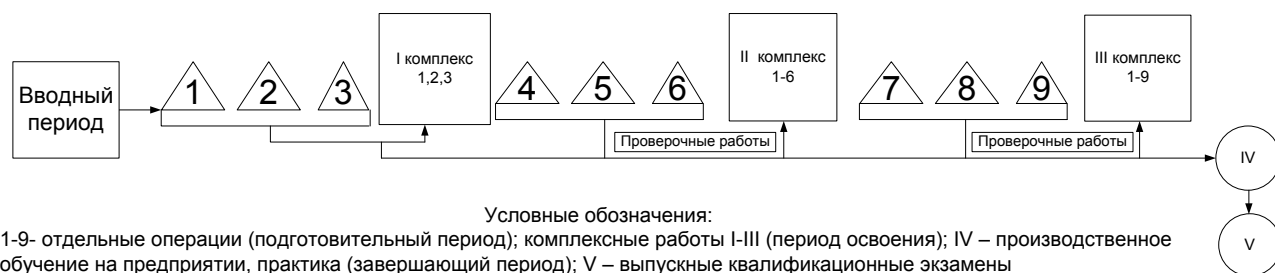 Вводный
период
1
2
3
I комплекс
1,2,3
4
5
6
Проверочные работы
II комплекс
1-6
7
8
9
Проверочные работы
III комплекс
1-9
IV
V
Условные обозначения:
1-9- отдельные операции (подготовительный период); комплексные работы I-III (период освоения); IV – производственное
обучение на предприятии, практика (завершающий период); V – выпускные квалификационные экзамены